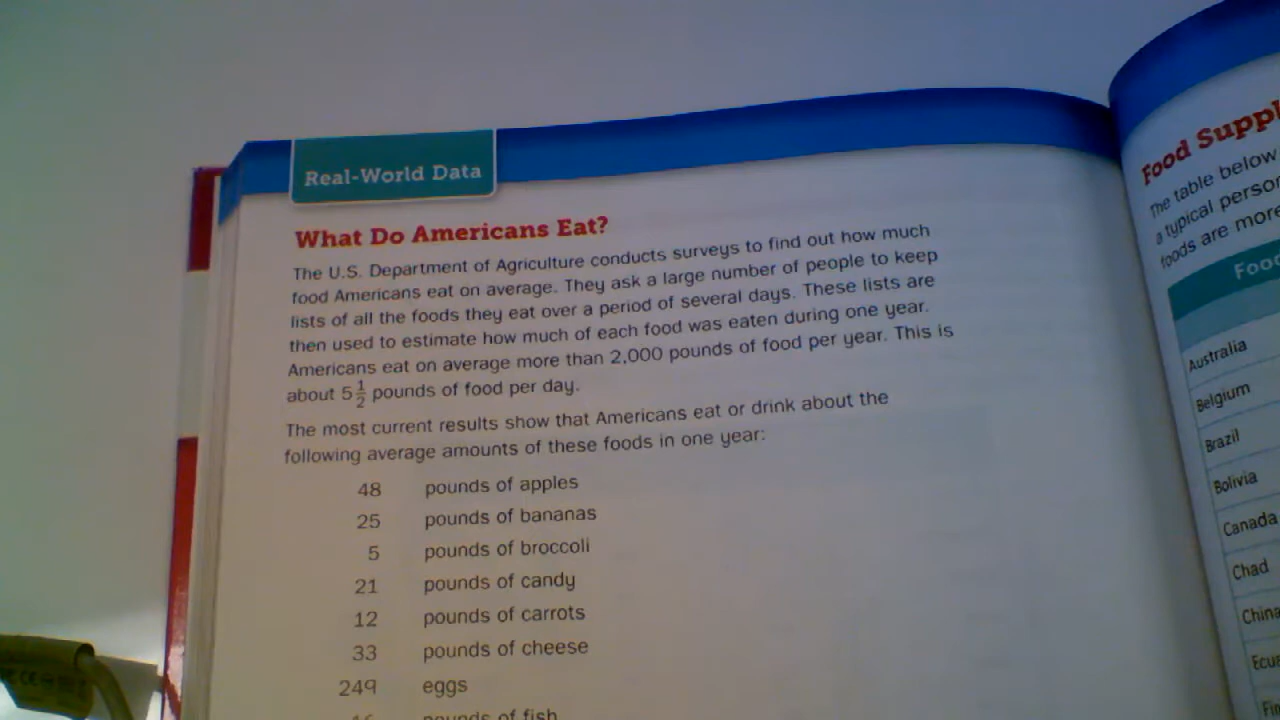 Real-World Data
What Do Americans Eat?
The U.S. Department of Agriculture conducts surveys to find out how much
food Americans eat on average. They ask a large number of people to keep
lists of all the foods they eat over a period of several days. These lists are
then used to estimate how much of each food was eaten during one year.
Americans eat on average more than 2,000 pounds of food per year. This is
about 5 1/2 pounds of food per day.
The most current results show that Americans eat or drink about the
following average amounts of these foods in one year:
48 pounds of apples
25 pounds of bananas
5 pounds of broccoli
21 pounds of candy
12 pounds of carrots
33 pounds of cheese
249 eggs
pounds of fish
Food
The table below
a typical
foods are more
Food
Australia
Belgium
Brazil
Bolivia
Canada
Chad